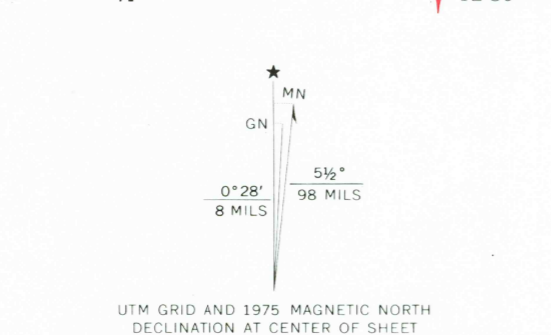 MN
GN
5½°
98 MILS
0°28'
8 MILS
UTM GRID AND 1975 MAGNETIC NORTH
DECLINATION AT CENTER OF SHEET